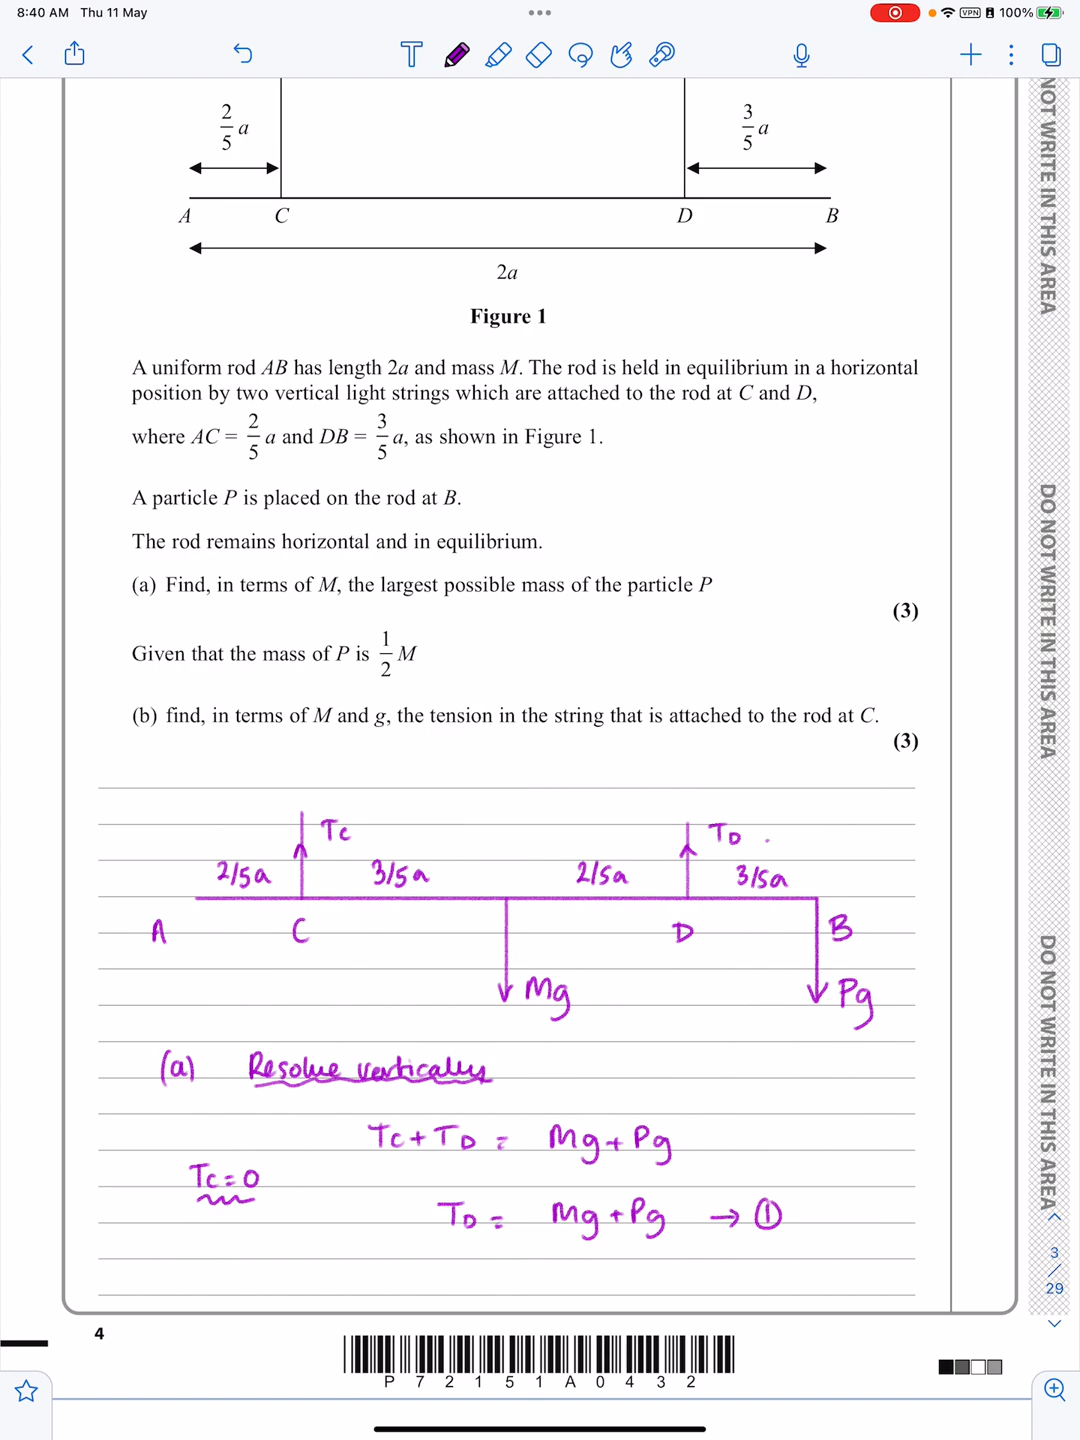 8:40 AM Thu 11 May
VPN 100%
2/5 a
3/5 a
A C D B
2a
Figure 1
A uniform rod AB has length 2a and mass M. The rod is held in equilibrium in a horizontal
position by two vertical light strings which are attached to the rod at C and D,
where AC = 2/5 a and DB = 3/5 a, as shown in Figure 1.
A particle P is placed on the rod at B.
The rod remains horizontal and in equilibrium.
(a) Find, in terms of M, the largest possible mass of the particle P
(3)
Given that the mass of P is 1/2 M
(b) find, in terms of M and g, the tension in the string that is attached to the rod at C.
(3)
Tc TD .
2/5a 3/5a 2/5a 3/5a
A C D B
Mg Pg
(a) Resolve vertically
Tc + TD = Mg + Pg
Tc = 0
TD = Mg + Pg → ①
4
P 7 2 1 5 1 A 0 4 3 2
NOT WRITE IN THIS AREA
DO NOT WRITE IN THIS AREA
DO NOT WRITE IN THIS AREA
3
/
29